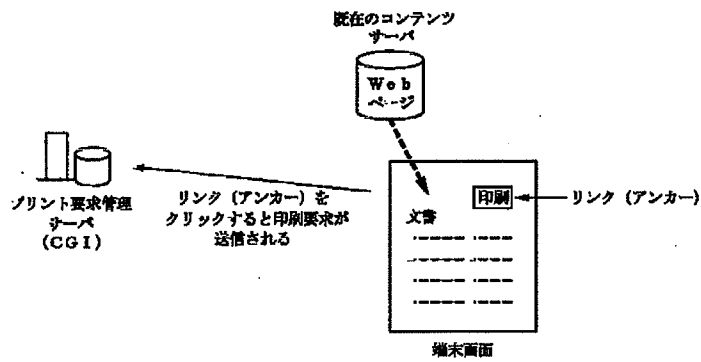 既在のコンテンツ
サーバ
Web
ページ
プリント要求管理
サーバ
(CGI)
リンク(アンカー)を
クリックすると印刷要求が
送信される
印刷
リンク(アンカー)
文書
端末画面